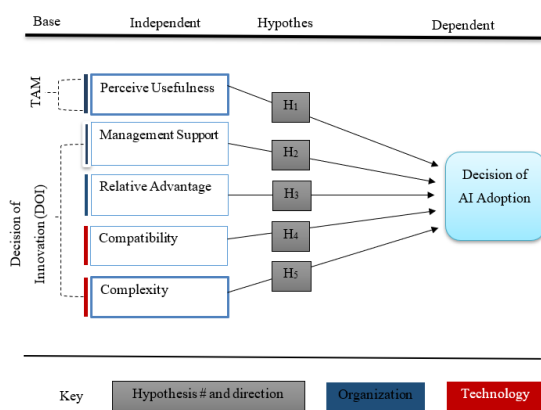 Base Independent Hypothes Dependent
TAM
Perceive Usefulness
H1
Management Support
H2
Decision of
Innovation (DOI)
Relative Advantage
H3
Decision of
AI Adoption
Compatibility
H4
Complexity
H5
Key Hypothesis # and direction Organization Technology